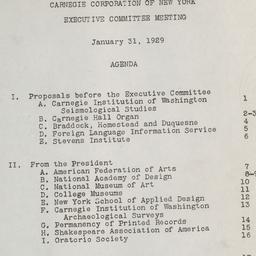 CARNEGIE CORPORATION OF NEW YORK
EXECUTIVE COMMITTEE MEETING
January 31, 1929
AGENDA
I. Proposals before the Executive Committee
A. Carnegie Institution of Washington 1
Seismological Studies
B. Carnegie Hall Organ 2-3
C. Braddock, Homestead and Duquesne 4
D. Foreign Language Information Service 5
E. Stevens Institute 6
II. From the President
A. American Federation of Arts 7
B. National Academy of Design 8-9
C. National Museum of Art 10
D. College Museums 11
E. New York School of Applied Design 12
F. Carnegie Institution of Washington 13
Archaeological Surveys
G. Permanency of Printed Records 14
H. Shakespeare Association of America 15
I. Oratorio Society 16